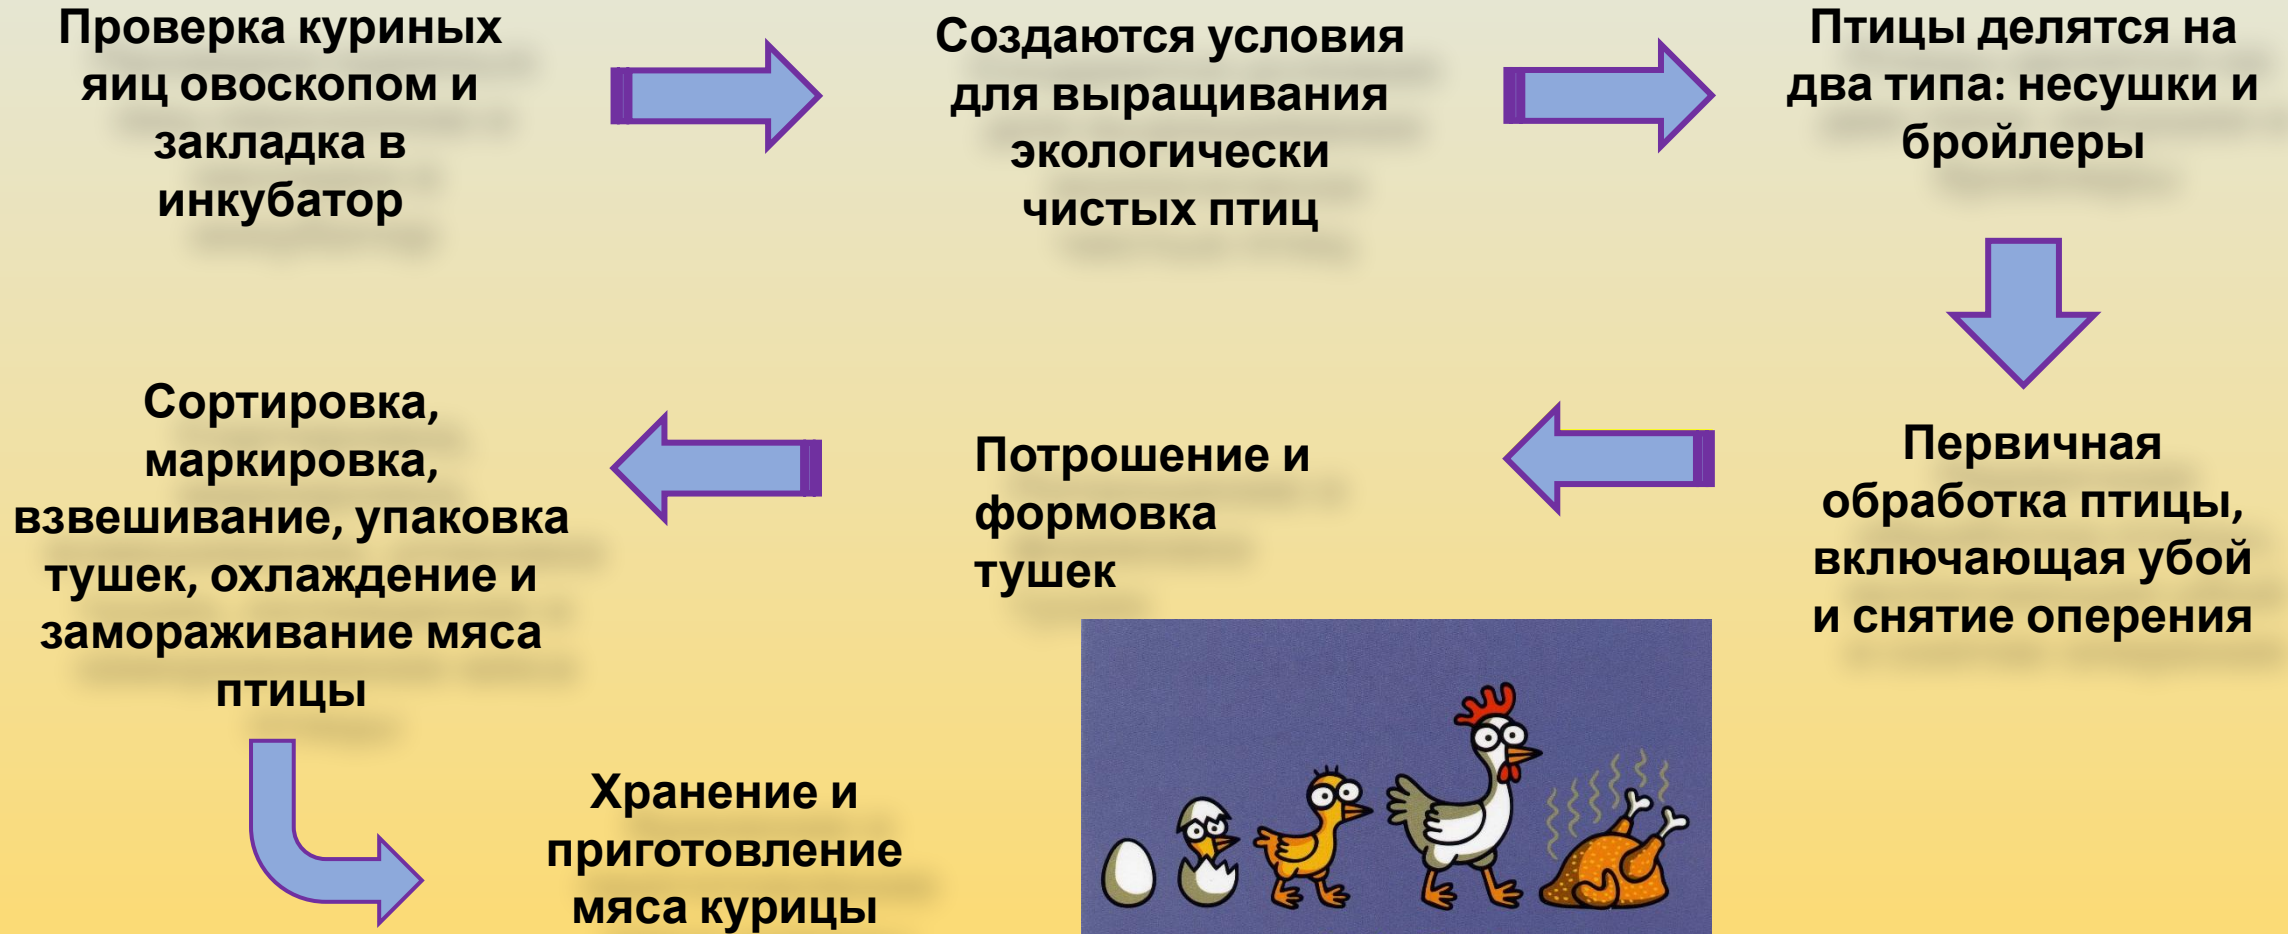 Проверка куриных
яиц овоскопом и
закладка в
инкубатор
Создаются условия
для выращивания
экологически
чистых птиц
Птицы делятся на
два типа: несушки и
бройлеры
Первичная
обработка птицы,
включающая убой
и снятие оперения
Потрошение и
формовка
тушек
Сортировка,
маркировка,
взвешивание, упаковка
тушек, охлаждение и
замораживание мяса
птицы
Хранение и
приготовление
мяса курицы